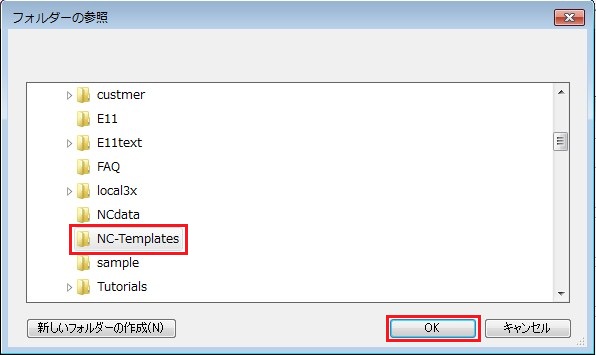 フォルダーの参照
custmer
E11
E11text
FAQ
local3x
NCdata
NC-Templates
sample
Tutorials
新しいフォルダーの作成(N)
OK
キャンセル